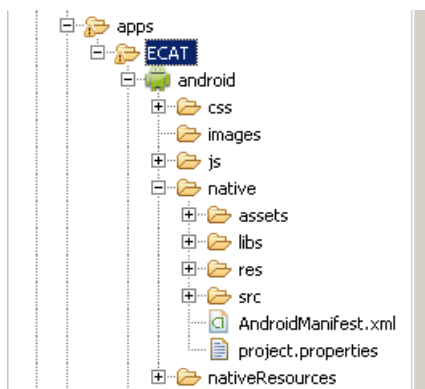 apps
ECAT
android
css
images
js
native
assets
libs
res
src
AndroidManifest.xml
project.properties
nativeResources